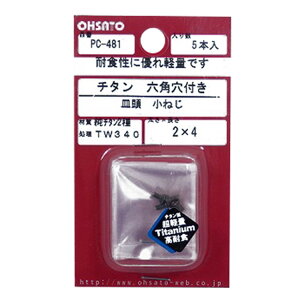 OHSATO
品番
PC-481
入り数
5本入
耐食性に優れ軽量です
チタン 六角穴付き
皿頭 小ねじ
材質 純チタン2種
処理 TW340
太さ×長さ
2×4
チタン製
超軽量
Titanium
高耐食
http://www.ohsato-web.co.jp